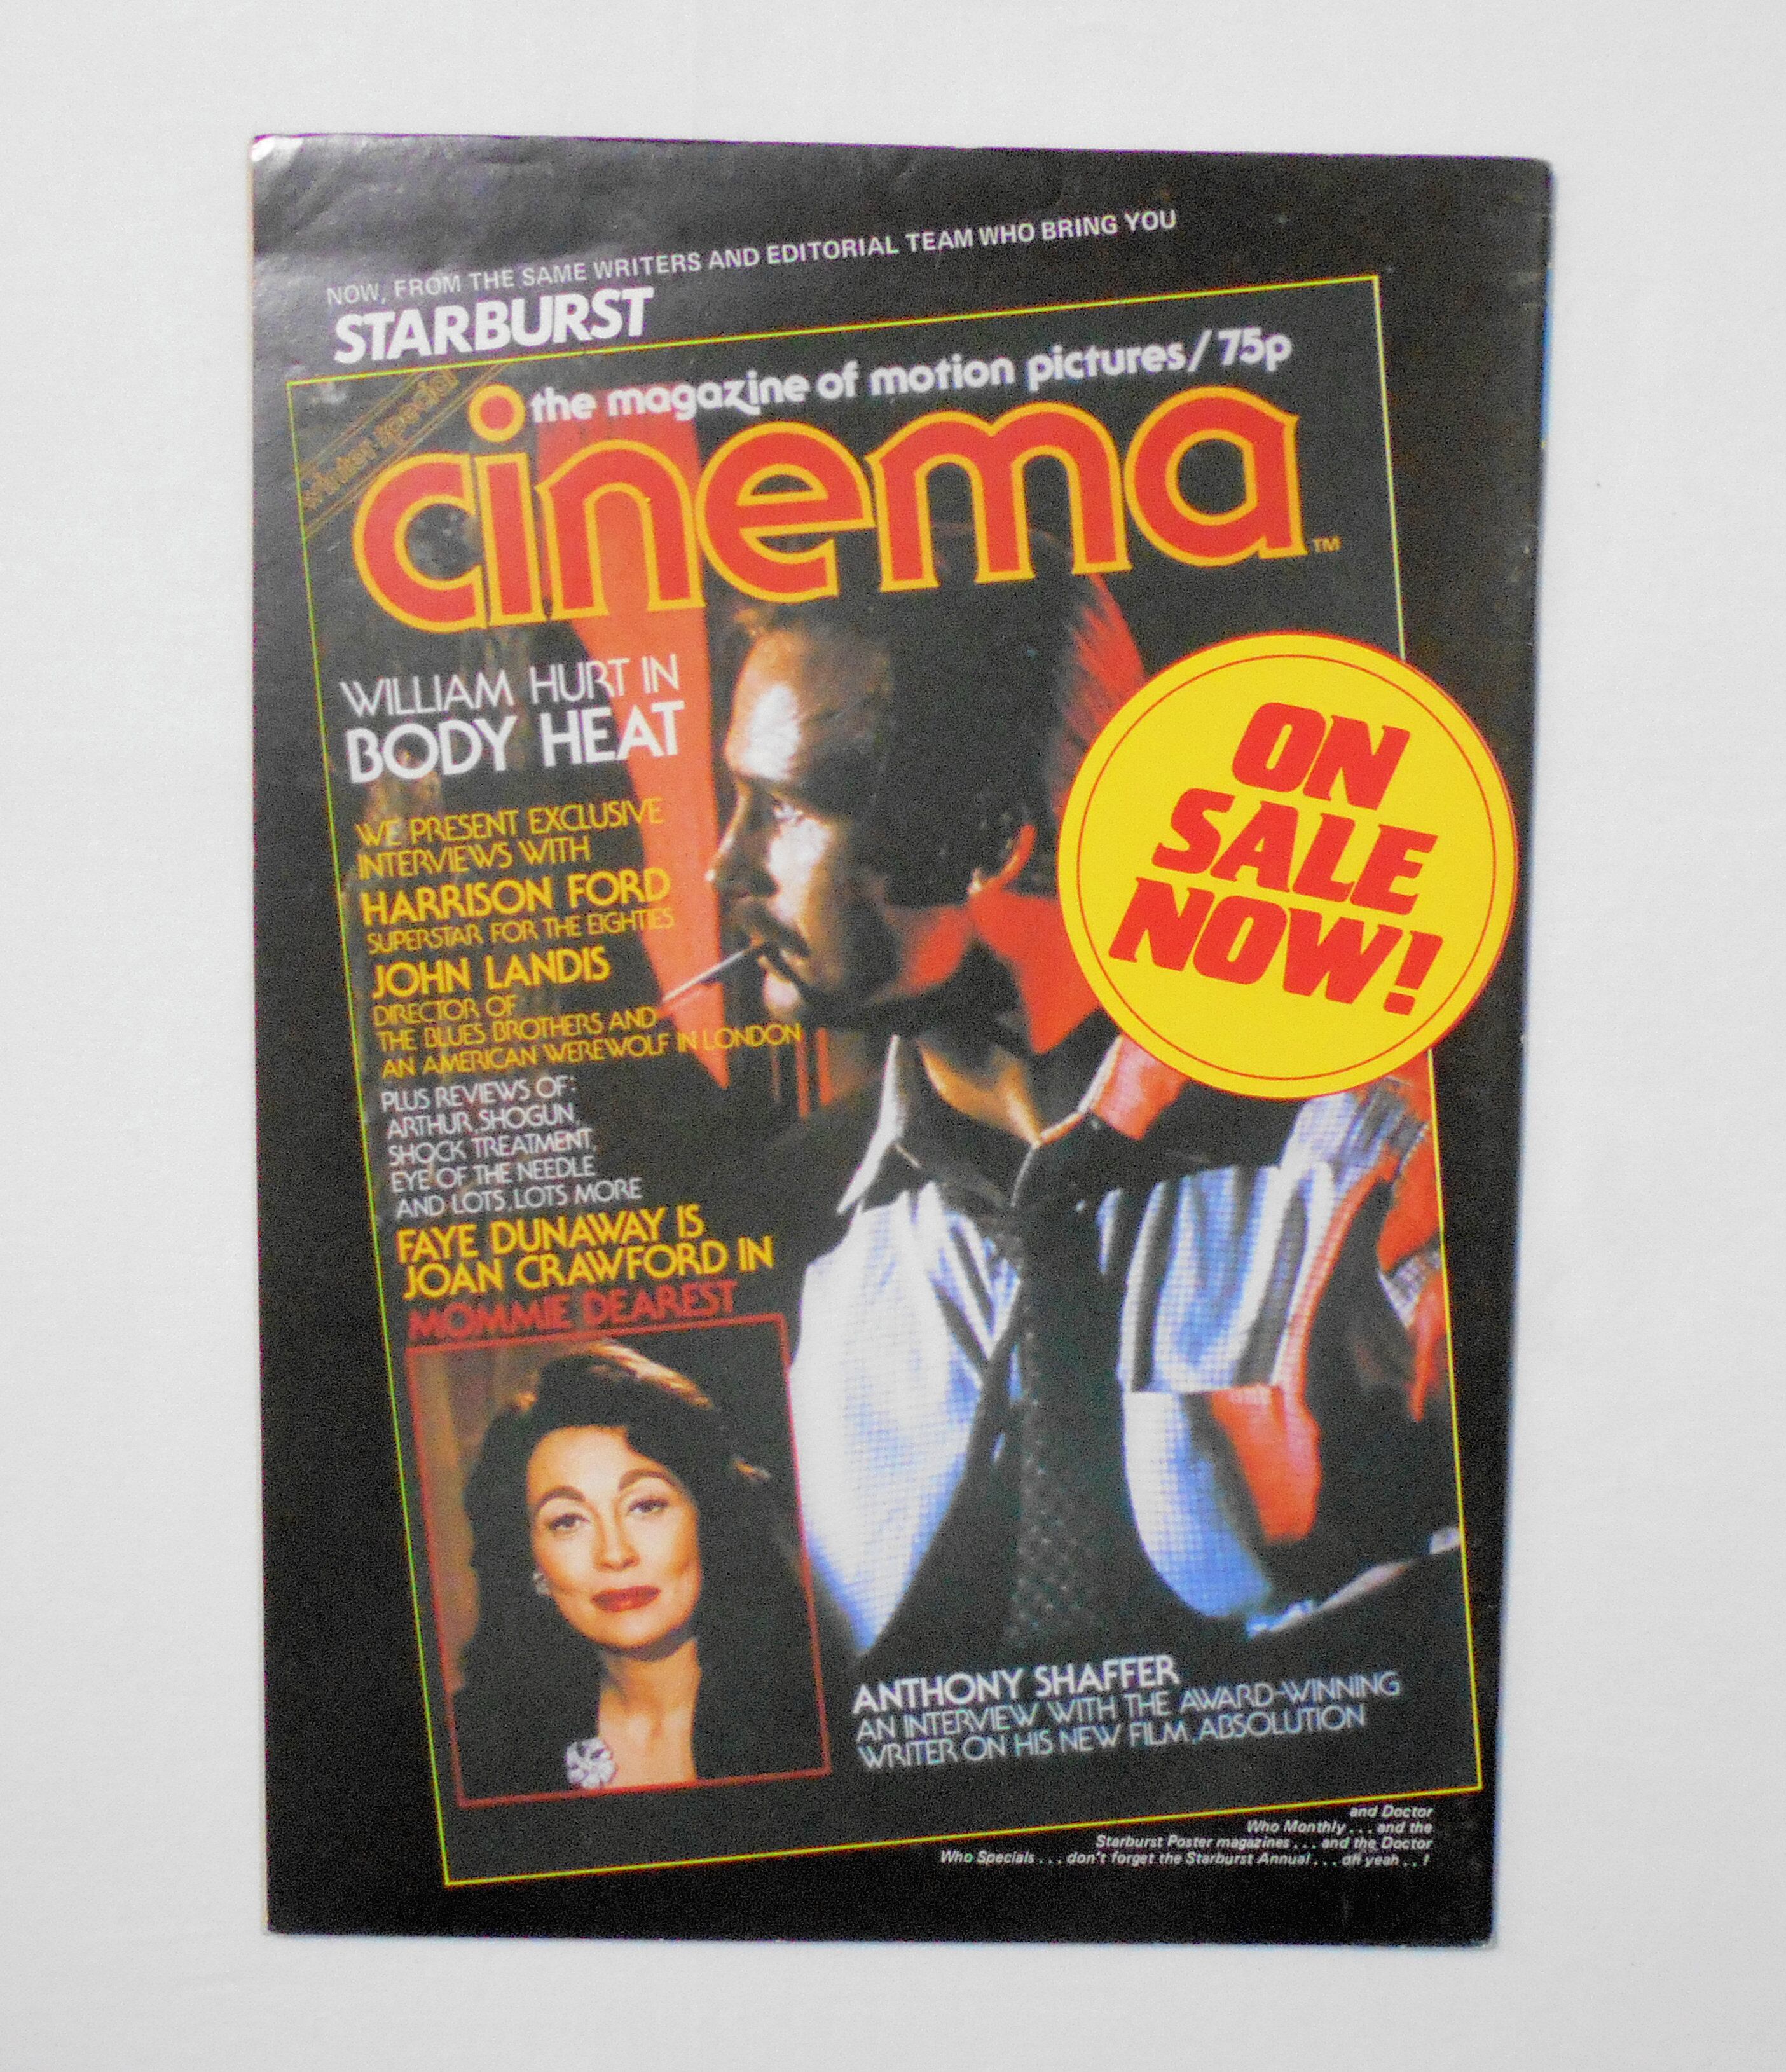 NOW, FROM THE SAME WRITERS AND EDITORIAL TEAM WHO BRING YOU
STARBURST
winter special
the magazine of motion pictures/75p
cinema
TM
WILLIAM HURT IN
BODY HEAT
ON
SALE
NOW!
WE PRESENT EXCLUSIVE
INTERVIEWS WITH
HARRISON FORD
SUPERSTAR FOR THE EIGHTIES
JOHN LANDIS
DIRECTOR OF
THE BLUES BROTHERS AND
AN AMERICAN WEREWOLF IN LONDON
PLUS REVIEWS OF:
ARTHUR, SHOGUN,
SHOCK TREATMENT,
EYE OF THE NEEDLE
AND LOTS, LOTS MORE
FAYE DUNAWAY IS
JOAN CRAWFORD IN
MOMMIE DEAREST
ANTHONY SHAFFER
AN INTERVIEW WITH THE AWARD-WINNING
WRITER ON HIS NEW FILM, ABSOLUTION
and Doctor
Who Monthly . . . and the
Starburst Poster magazines . . . and the Doctor
Who Specials . . . don't forget the Starburst Annual . . . oh yeah . . !